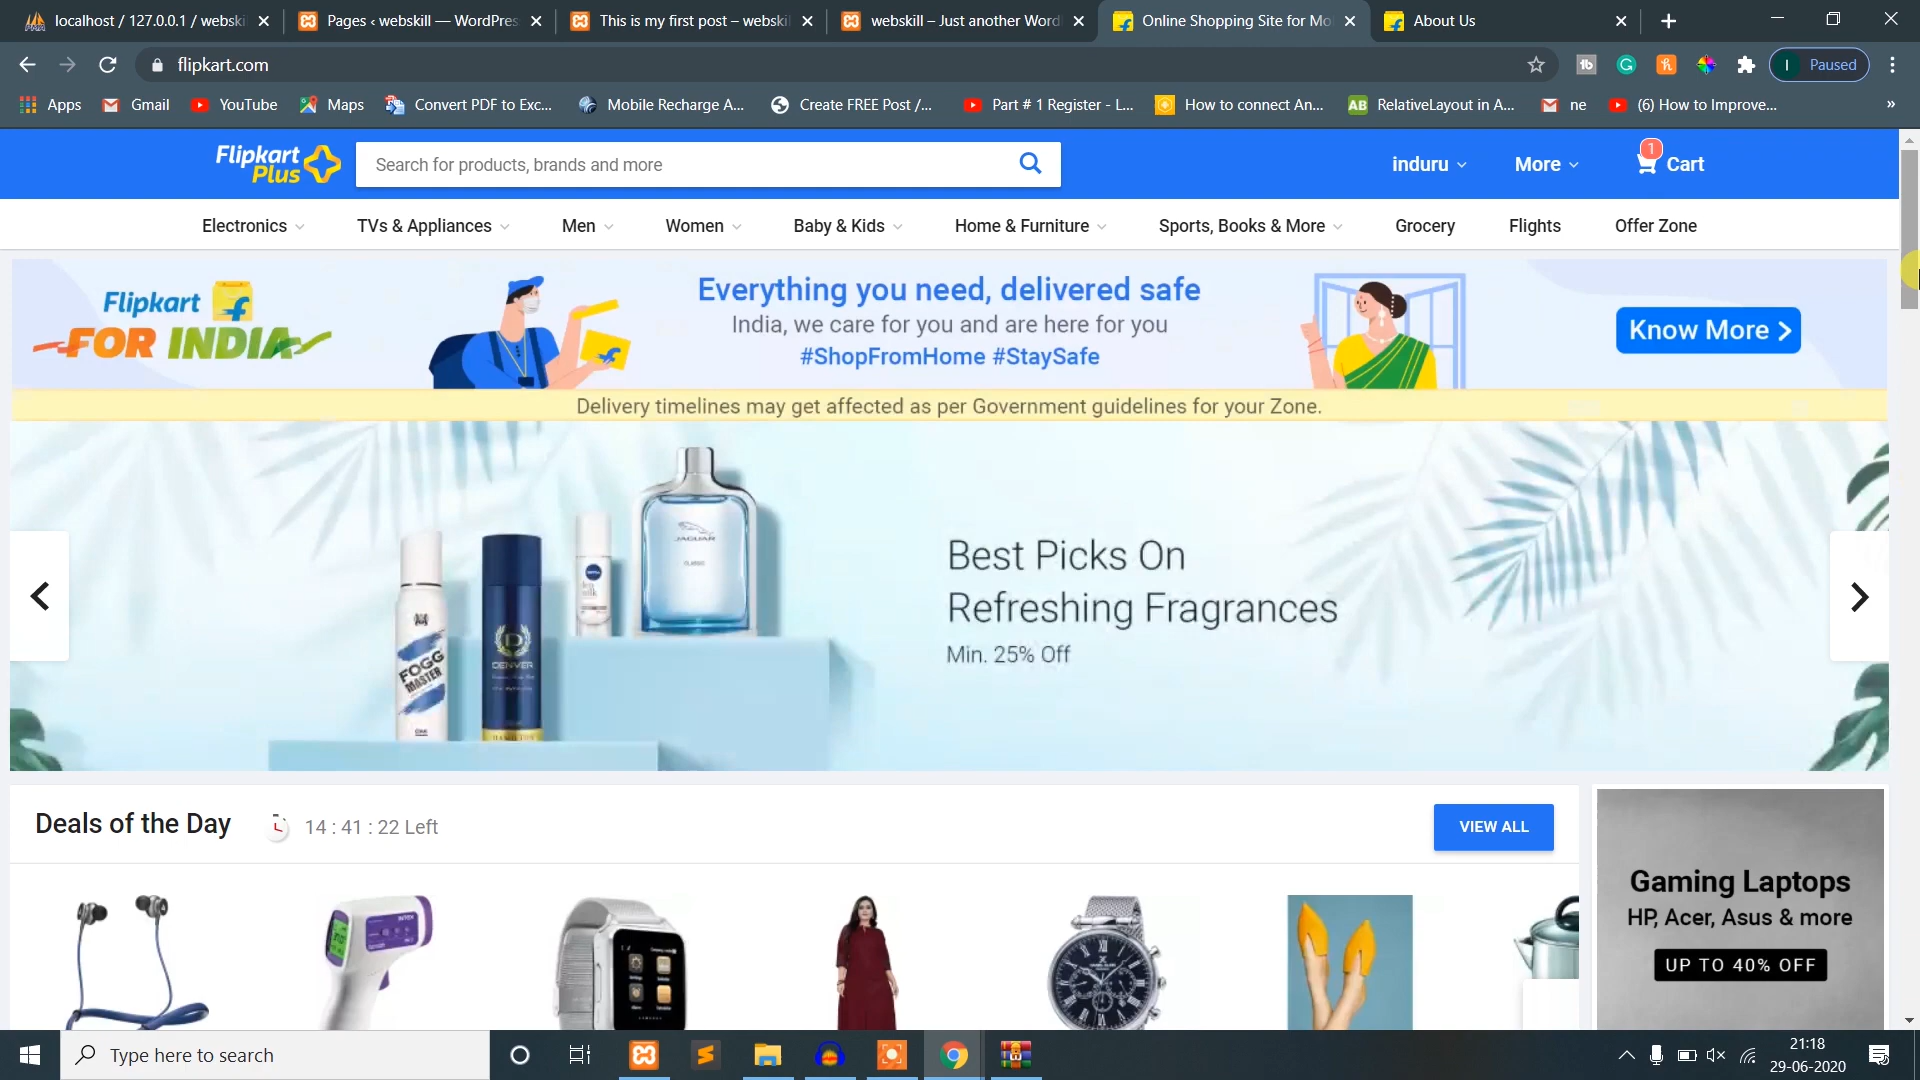 localhost / 127.0.0.1 / webski
Pages ‹ webskill — WordPres
This is my first post – webski
webskill – Just another Word
Online Shopping Site for Mo
About Us
flipkart.com
Paused
Apps
Gmail
YouTube
Maps
Convert PDF to Exc...
Mobile Recharge A...
Create FREE Post /...
Part # 1 Register - L...
How to connect An...
RelativeLayout in A...
ne
(6) How to Improve...
»
Flipkart
Plus
Search for products, brands and more
induru
More
1
Cart
Electronics
TVs & Appliances
Men
Women
Baby & Kids
Home & Furniture
Sports, Books & More
Grocery
Flights
Offer Zone
Flipkart
FOR INDIA
Everything you need, delivered safe
India, we care for you and are here for you
#ShopFromHome #StaySafe
Know More >
Delivery timelines may get affected as per Government guidelines for your Zone.
JAGUAR
CLASSIC
NIVEA
FOGG
MASTER
DENVER
HAMILTON
Best Picks On
Refreshing Fragrances
Min. 25% Off
Deals of the Day
14 : 41 : 22 Left
VIEW ALL
INTEX
Gaming Laptops
HP, Acer, Asus & more
UP TO 40% OFF
Type here to search
21:18
29-06-2020